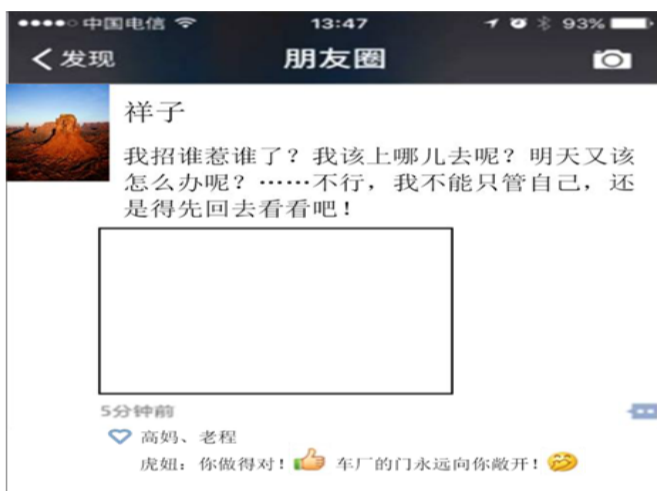 中国电信 13:47 93%
发现 朋友圈
祥子
我招谁惹谁了？我该上哪儿去呢？明天又该
怎么办呢？……不行，我不能只管自己，还
是得先回去看看吧！
5分钟前
高妈、老程
虎妞：你做得对！ 车厂的门永远向你敞开！